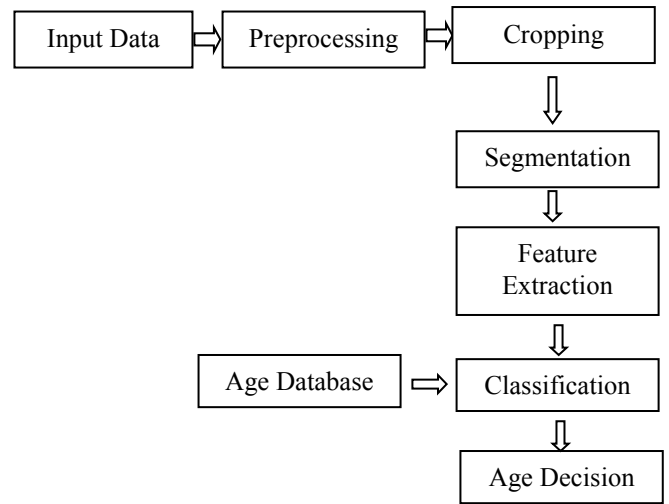 Input Data
Preprocessing
Cropping
Segmentation
Feature
Extraction
Age Database
Classification
Age Decision